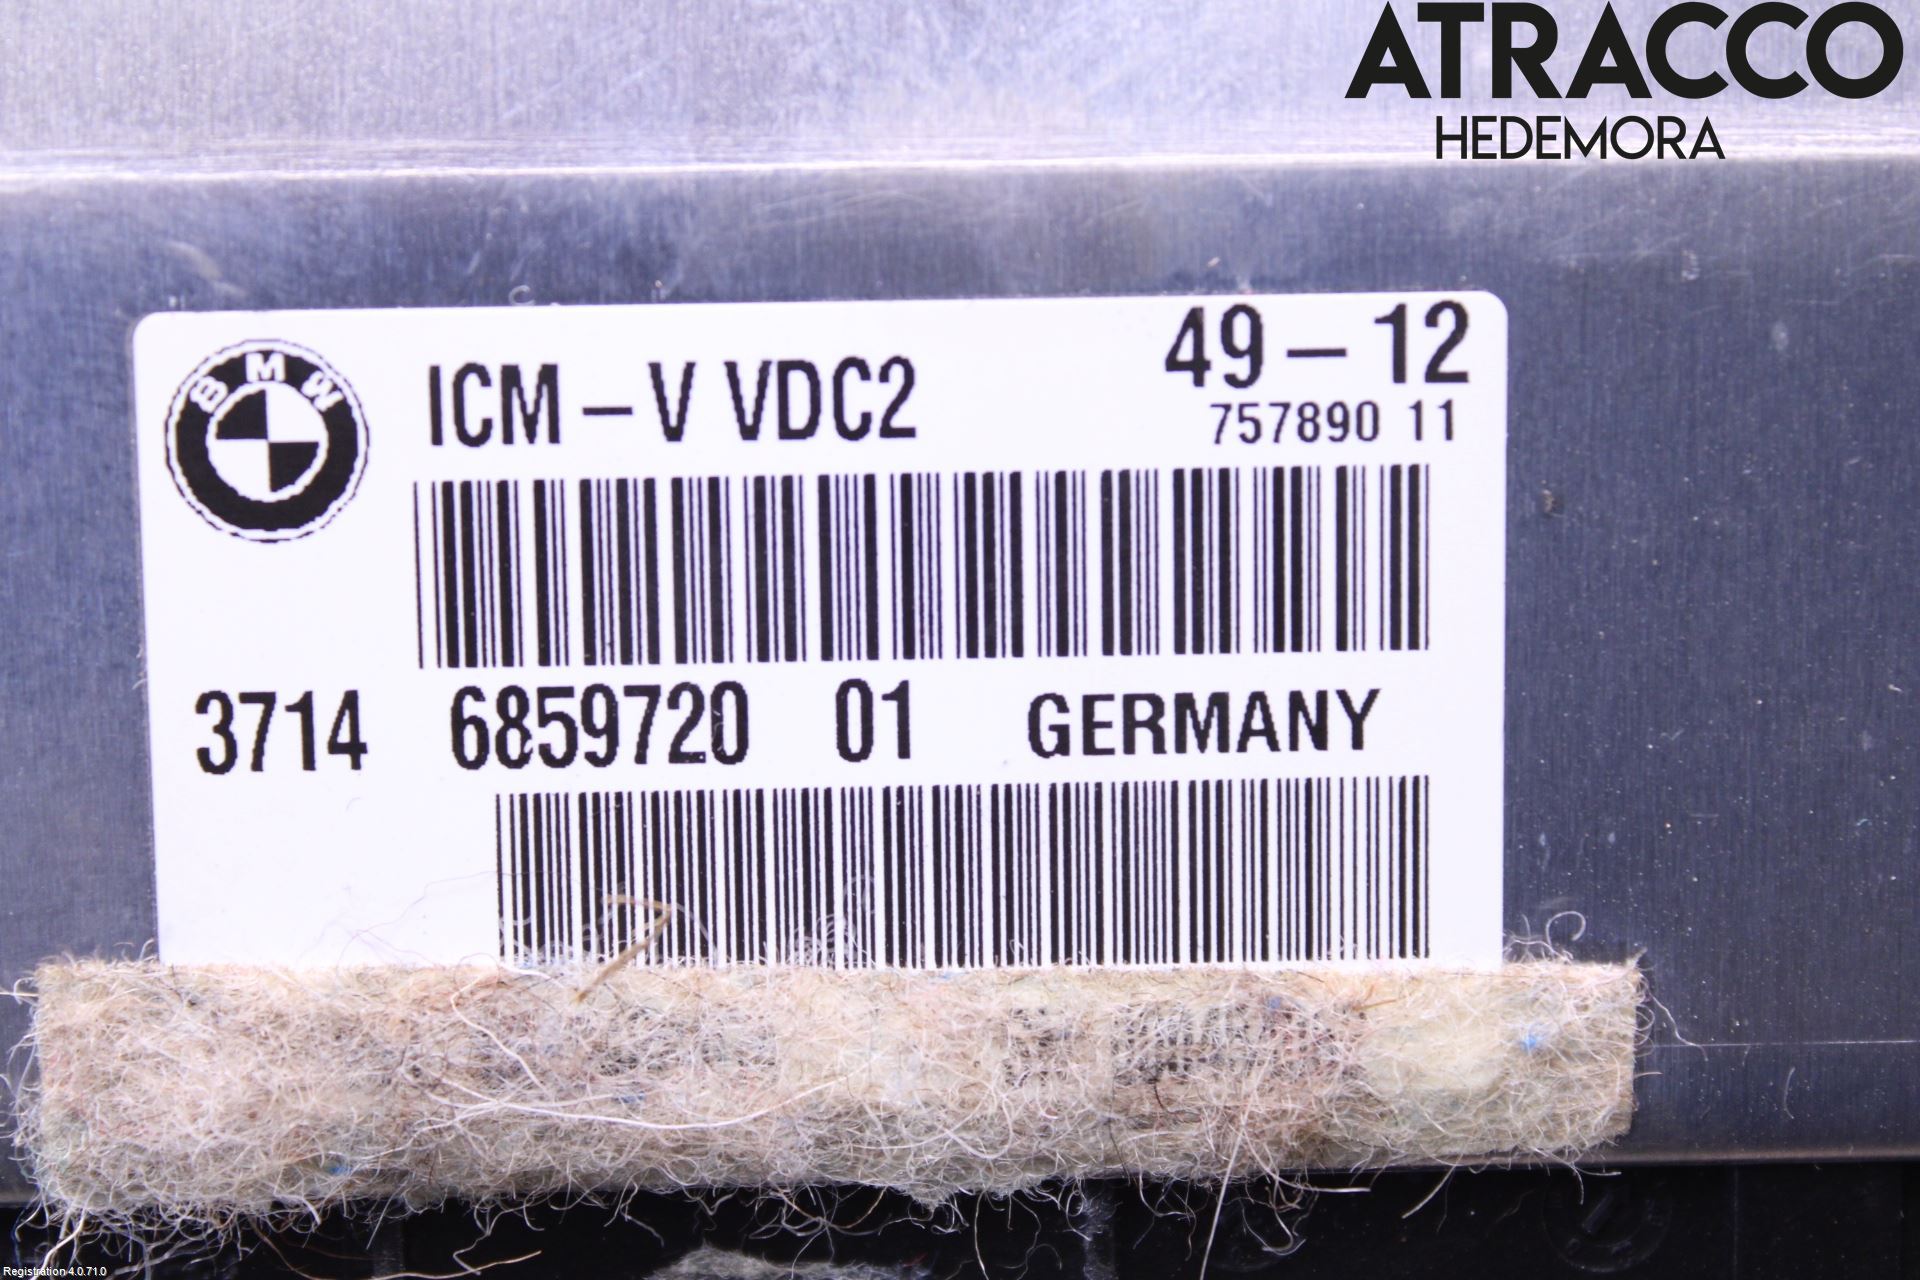 ATRACCO
HEDEMORA
BMW
ICM-V VDC2
49-12
757890 11
3714 6859720 01 GERMANY
Registration 4.0.71.0